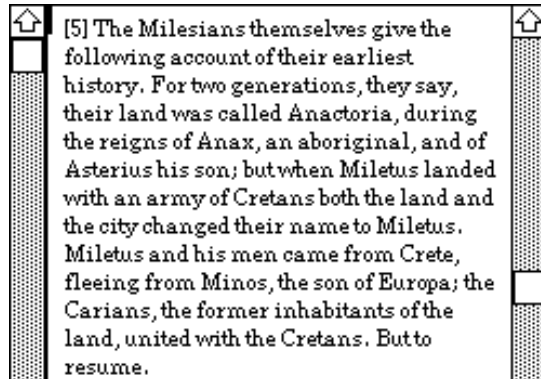 [5] The Milesians themselves give the
following account of their earliest
history. For two generations, they say,
their land was called Anactoria, during
the reigns of Anax, an aboriginal, and of
Asterius his son; but when Miletus landed
with an army of Cretans both the land and
the city changed their name to Miletus.
Miletus and his men came from Crete,
fleeing from Minos, the son of Europa; the
Carians, the former inhabitants of the
land, united with the Cretans. But to
resume.